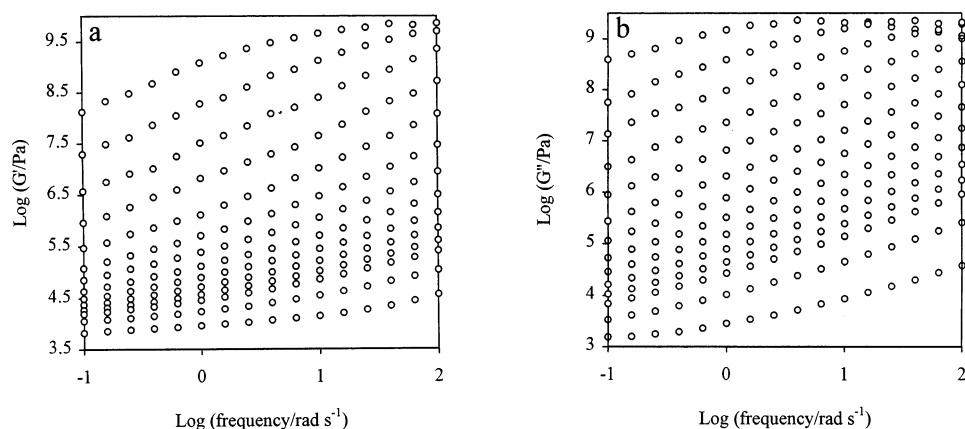 a
9.5
8.5
7.5
6.5
5.5
4.5
3.5
Log (G'/Pa)
-1 0 1 2
Log (frequency/rad s⁻¹)
b
9
8
7
6
5
4
3
Log (G"/Pa)
-1 0 1 2
Log (frequency/rad s⁻¹)